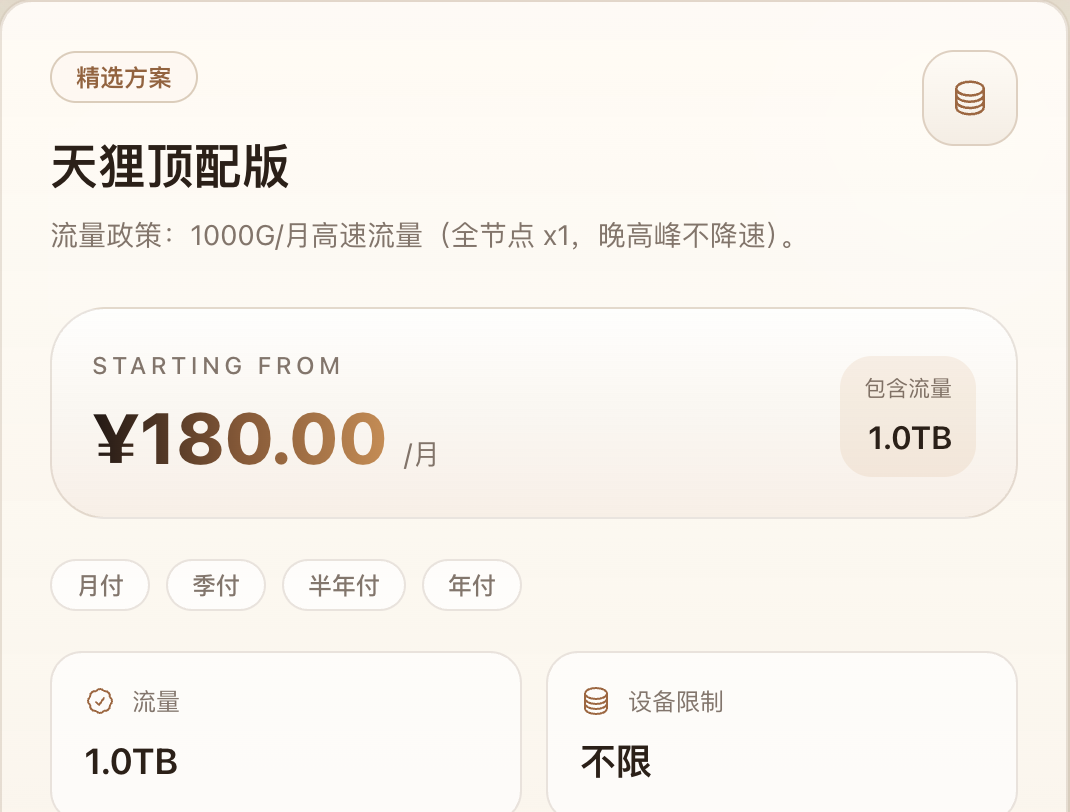 精选方案
天狸顶配版
流量政策：1000G/月高速流量（全节点 x1，晚高峰不降速）。
STARTING FROM
¥180.00 /月
包含流量
1.0TB
月付 季付 半年付 年付
流量
1.0TB
设备限制
不限